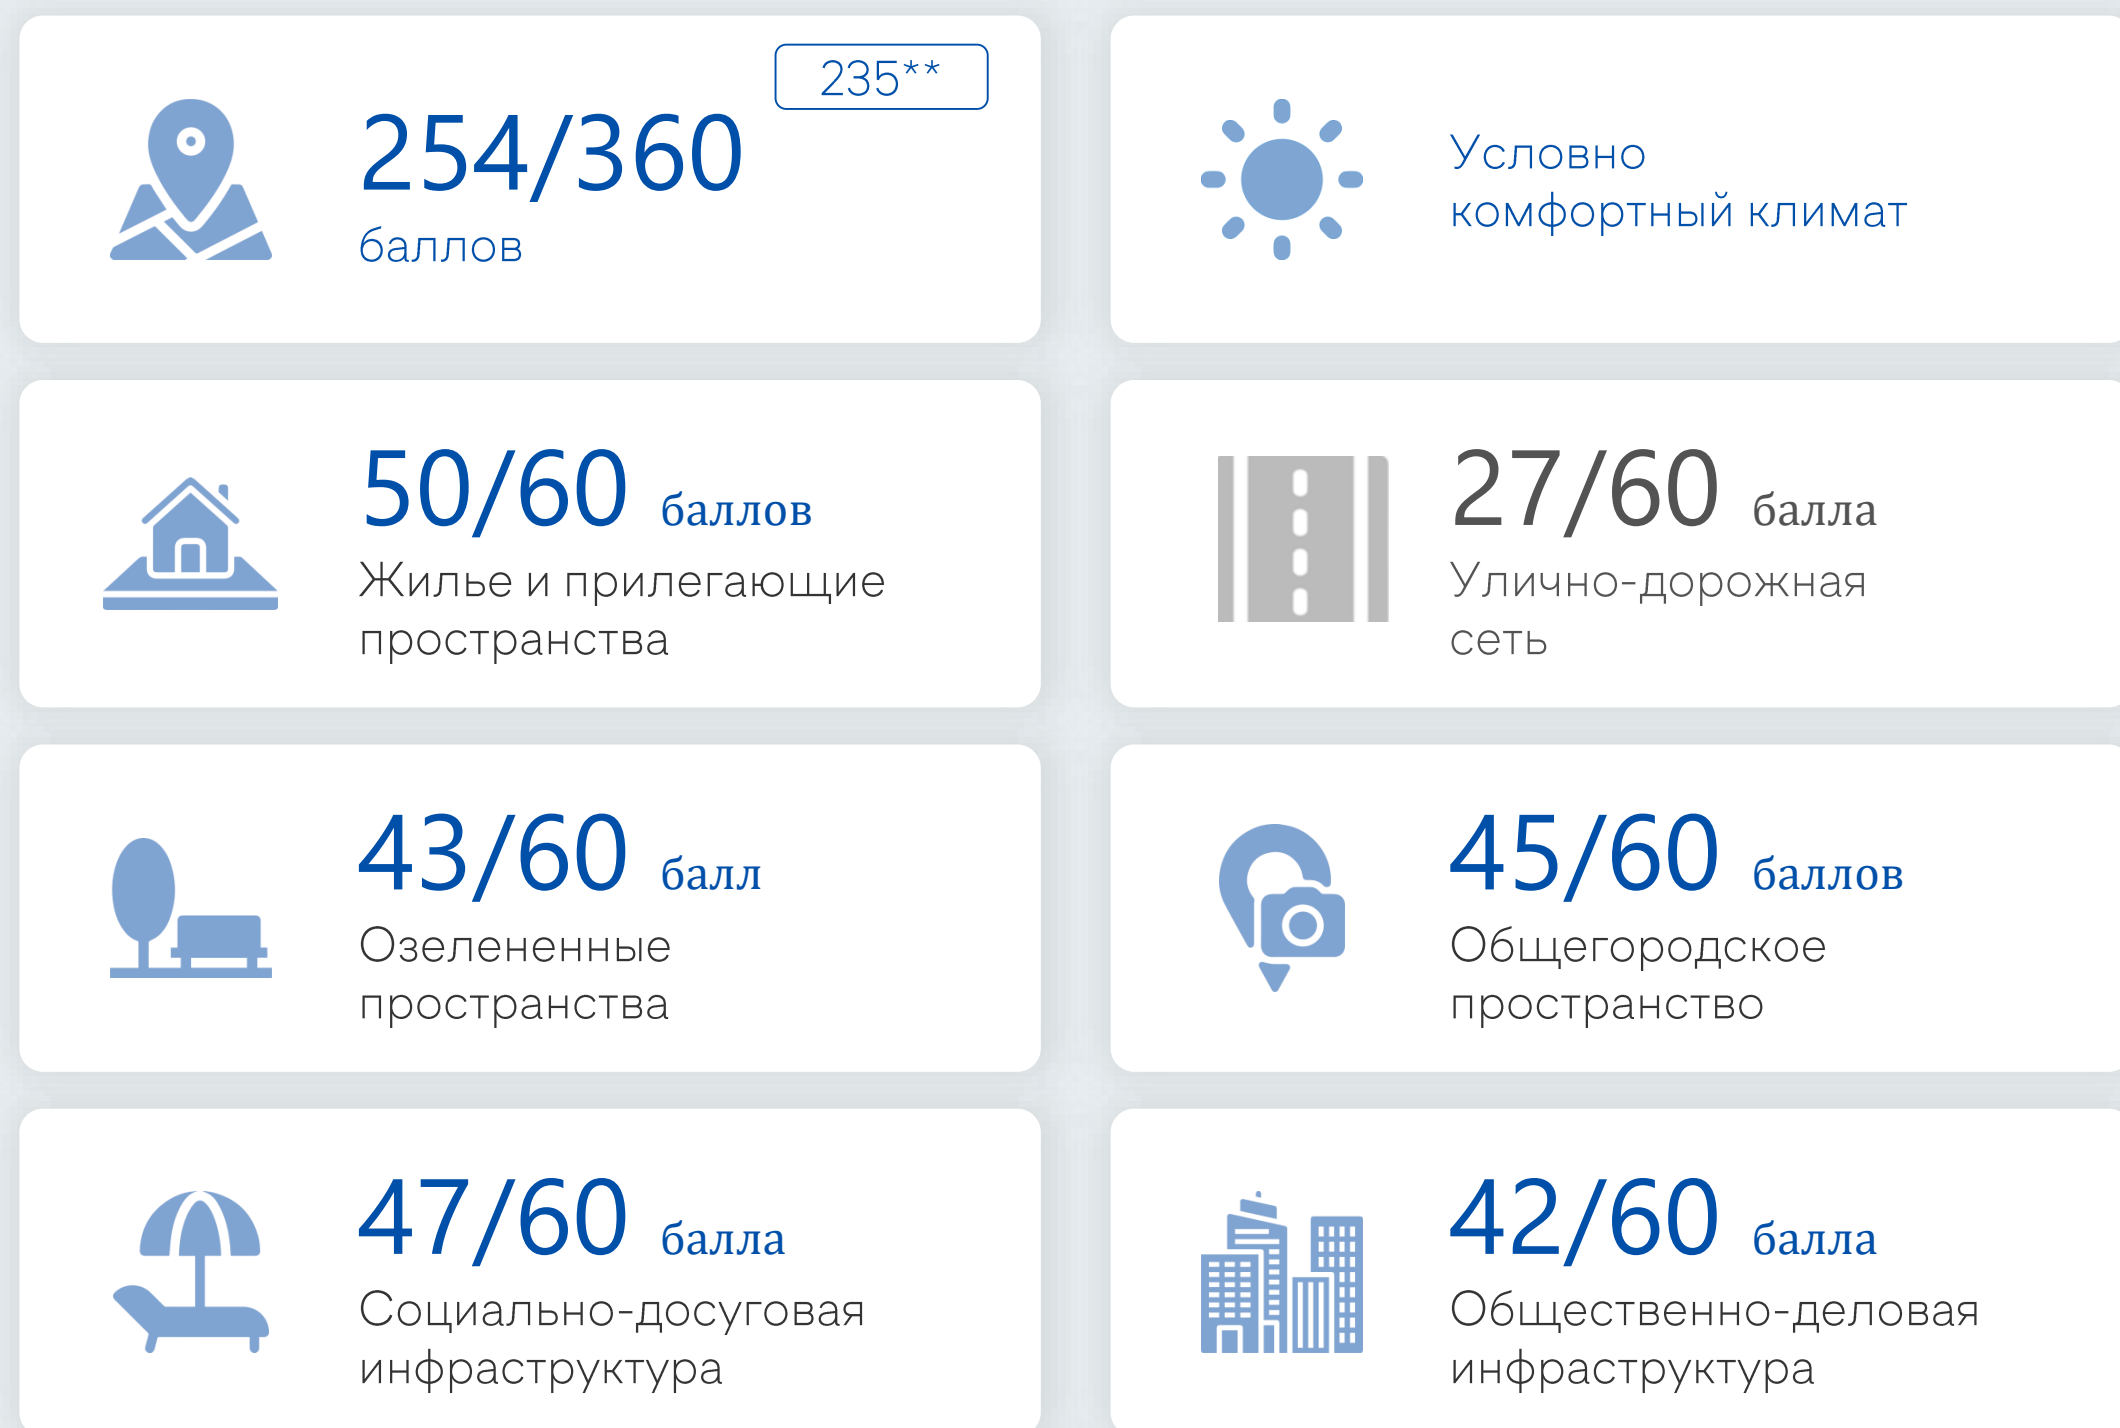 235**
254/360
баллов
Условно
комфортный климат
50/60 баллов
Жилье и прилегающие
пространства
27/60 балла
Улично-дорожная
сеть
43/60 балл
Озелененные
пространства
45/60 баллов
Общегородское
пространство
47/60 балла
Социально-досуговая
инфраструктура
42/60 балла
Общественно-деловая
инфраструктура